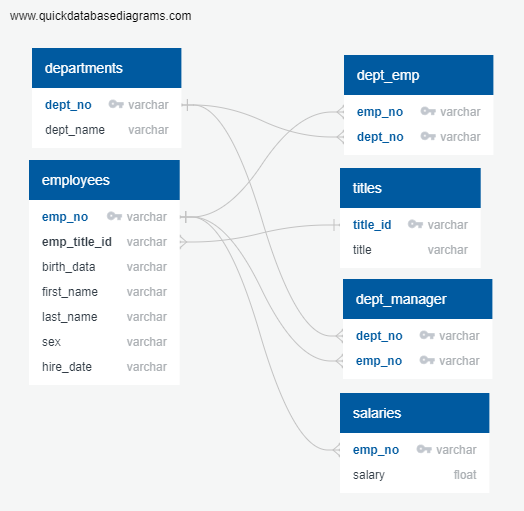 www.quickdatabasediagrams.com
departments
dept_no varchar
dept_name varchar
employees
emp_no varchar
emp_title_id varchar
birth_data varchar
first_name varchar
last_name varchar
sex varchar
hire_date varchar
dept_emp
emp_no varchar
dept_no varchar
titles
title_id varchar
title varchar
dept_manager
dept_no varchar
emp_no varchar
salaries
emp_no varchar
salary float